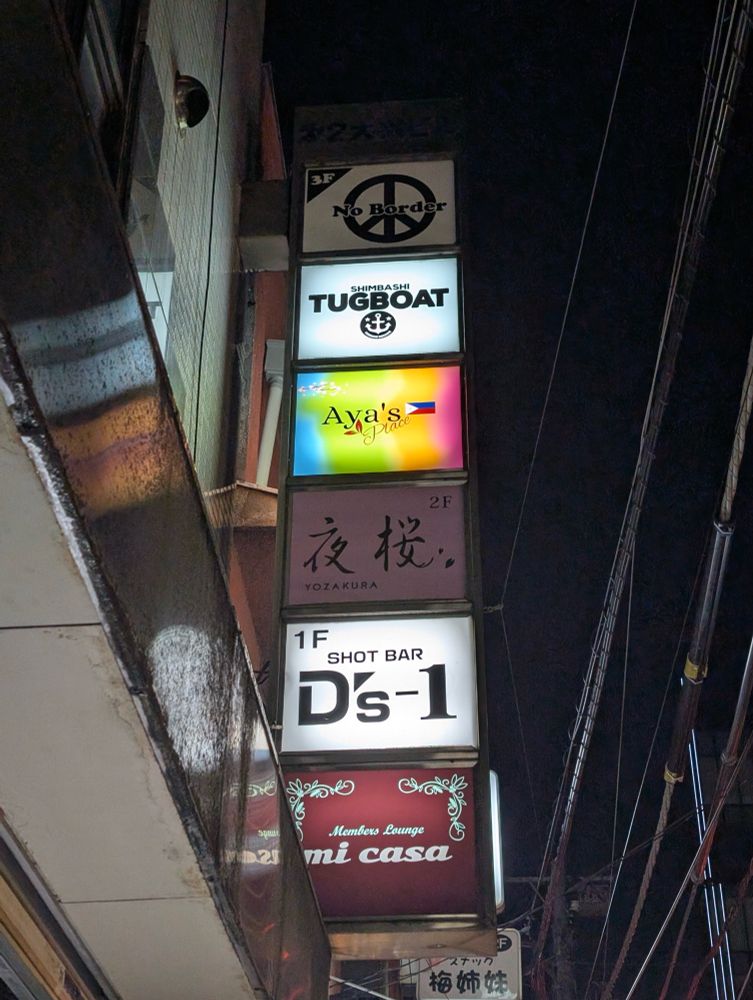 3F
No Border
SHIMBASHI
TUGBOAT
Aya's
Place
2F
夜桜
YOZAKURA
1F
SHOT BAR
D's-1
Members Lounge
mi casa
スナック
梅姉妹